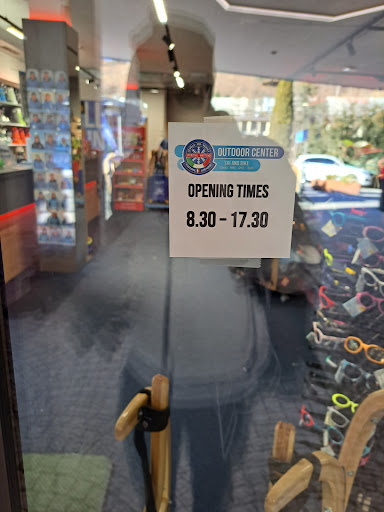 OUTDOOR CENTER
OPENING TIMES
8.30 - 17.30